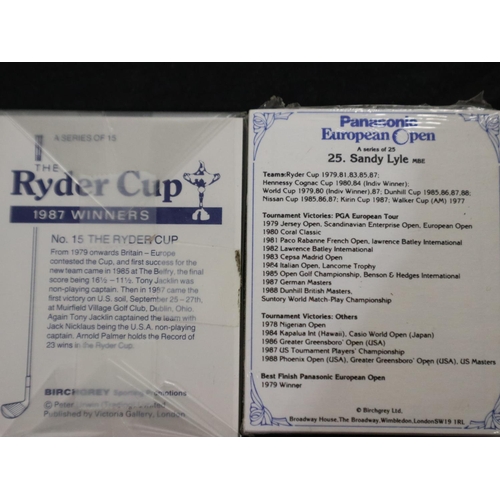 A SERIES OF 15
THE
Ryder Cup
1987 WINNERS
No. 15 THE RYDER CUP
From 1979 onwards Britain – Europe
contested the Cup, and first success for the
new team came in 1985 at The Belfry, the final
score being 16½ – 11½. Tony Jacklin was
non-playing captain. Then in 1987 came the
first victory on U.S. soil, September 25 – 27th,
at Muirfield Village Golf Club, Dublin, Ohio.
Again Tony Jacklin captained the team with
Jack Nicklaus being the U.S.A. non-playing
captain. Arnold Palmer holds the Record of
23 wins in the Ryder Cup.
BIRCHGREY Sporting Promotions
© Peter
Published by Victoria Gallery, London
Panasonic
European Open
A series of 25
25. Sandy Lyle MBE
Teams: Ryder Cup 1979,81,83,85,87;
Hennessy Cognac Cup 1980,84 (Indiv Winner);
World Cup 1979,80 (Indiv Winner),87; Dunhill Cup 1985,86,87,88;
Nissan Cup 1985,86; Kirin Cup 1987; Walker Cup (AM) 1977
Tournament Victories: PGA European Tour
1979 Jersey Open, Scandinavian Enterprise Open, European Open
1980 Coral Classic
1981 Paco Rabanne French Open, lawrence Batley International
1982 Lawrence Batley International
1983 Cepsa Madrid Open
1984 Italian Open, Lancome Trophy
1985 Open Golf Championship, Benson & Hedges International
1987 German Masters
1988 Dunhill British Masters,
Suntory World Match-Play Championship
Tournament Victories: Others
1978 Nigerian Open
1984 Kapalua Int (Hawaii), Casio World Open (Japan)
1986 Greater Greensboro' Open (USA)
1987 US Tournament Players' Championship
1988 Phoenix Open (USA), Greater Greensboro' Open (USA), US Masters
Best Finish Panasonic European Open
1979 Winner
© Birchgrey Ltd.
Broadway House, The Broadway, Wimbledon, London SW19 1RL